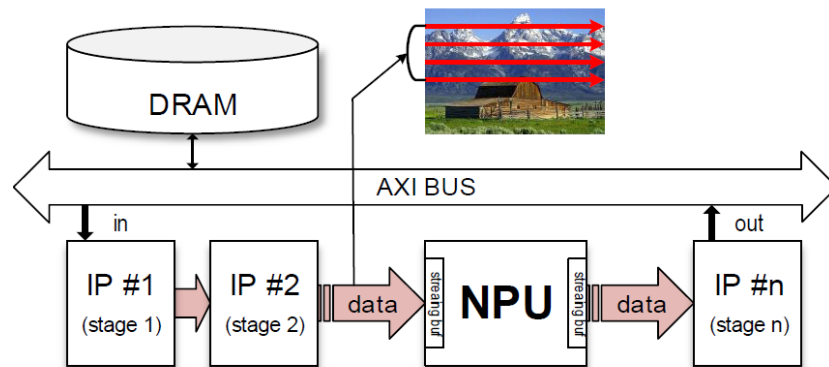 DRAM
AXI BUS
in
out
IP #1
(stage 1)
IP #2
(stage 2)
data
streaing buf
NPU
streaing buf
data
IP #n
(stage n)